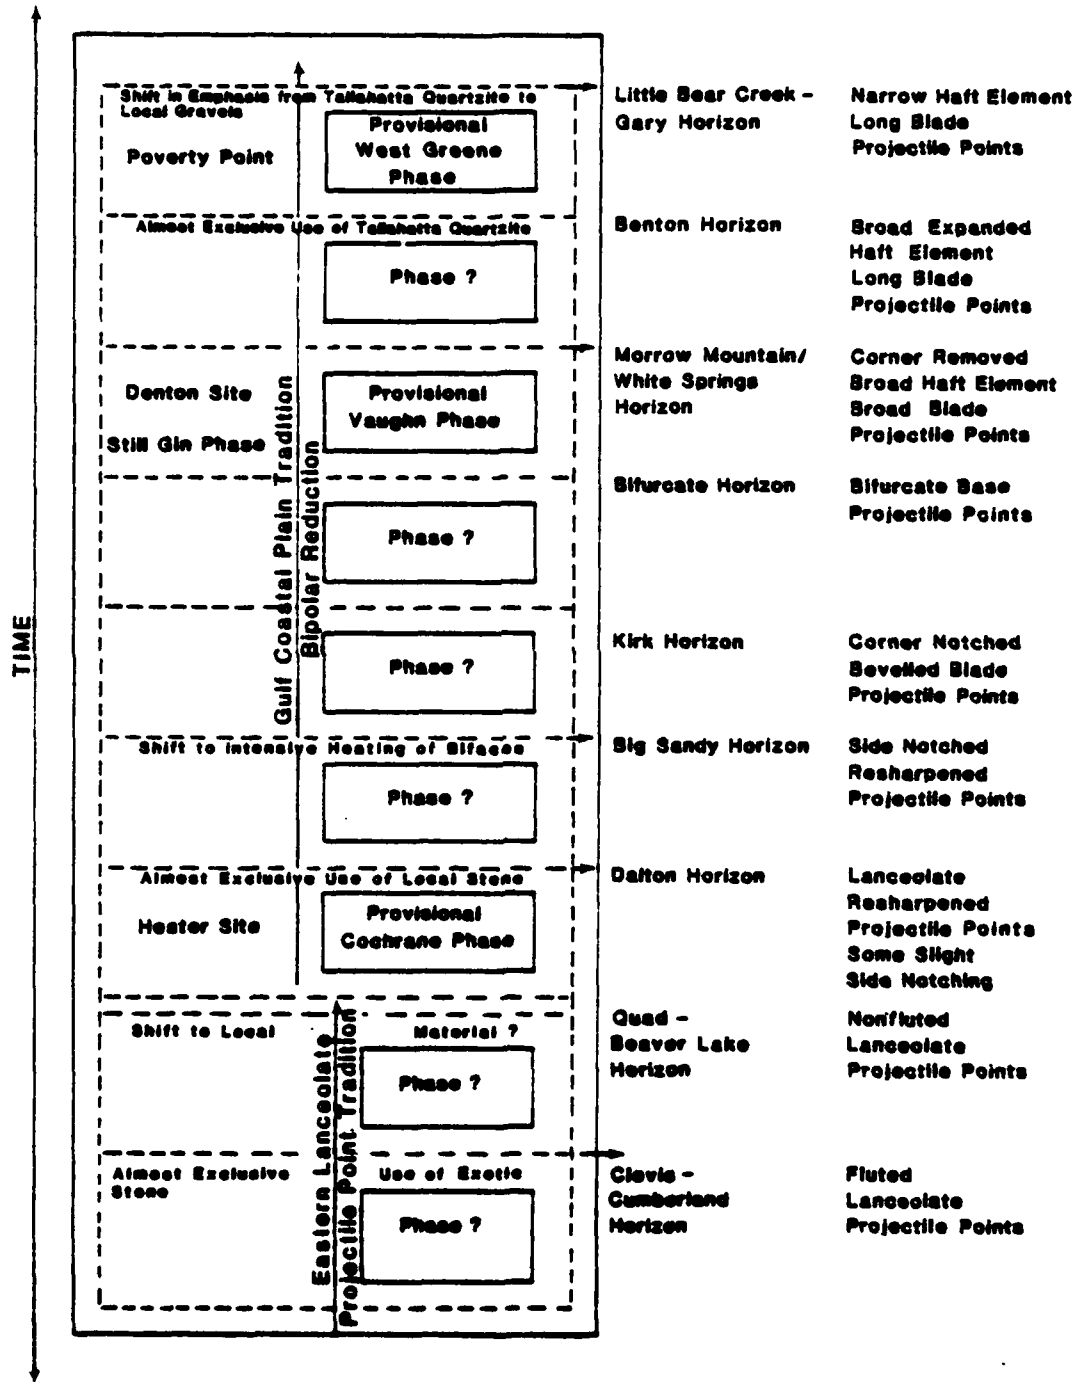 TIME
Shift in Emphasis from Tallahatta Quartzite to
Local Gravels
Poverty Point
Provisional
West Greene
Phase
Little Bear Creek –
Gary Horizon
Narrow Haft Element
Long Blade
Projectile Points
Almost Exclusive Use of Tallahatta Quartzite
Phase ?
Benton Horizon
Broad Expanded
Haft Element
Long Blade
Projectile Points
Denton Site
Still Gin Phase
Provisional
Vaughn Phase
Morrow Mountain/
White Springs
Horizon
Corner Removed
Broad Haft Element
Broad Blade
Projectile Points
Gulf Coastal Plain Tradition
Bipolar Reduction
Phase ?
Bifurcate Horizon
Bifurcate Base
Projectile Points
Phase ?
Kirk Horizon
Corner Notched
Bevelled Blade
Projectile Points
Shift to Intensive Heating of Bifaces
Phase ?
Big Sandy Horizon
Side Notched
Resharpened
Projectile Points
Almost Exclusive Use of Local Stone
Hester Site
Provisional
Cochrane Phase
Dalton Horizon
Lanceolate
Resharpened
Projectile Points
Some Slight
Side Notching
Eastern Lanceolate
Projectile Point Tradition
Shift to Local Material ?
Phase ?
Quad –
Beaver Lake
Horizon
Nonfluted
Lanceolate
Projectile Points
Almost Exclusive Use of Exotic
Stone
Phase ?
Clovis –
Cumberland
Horizon
Fluted
Lanceolate
Projectile Points